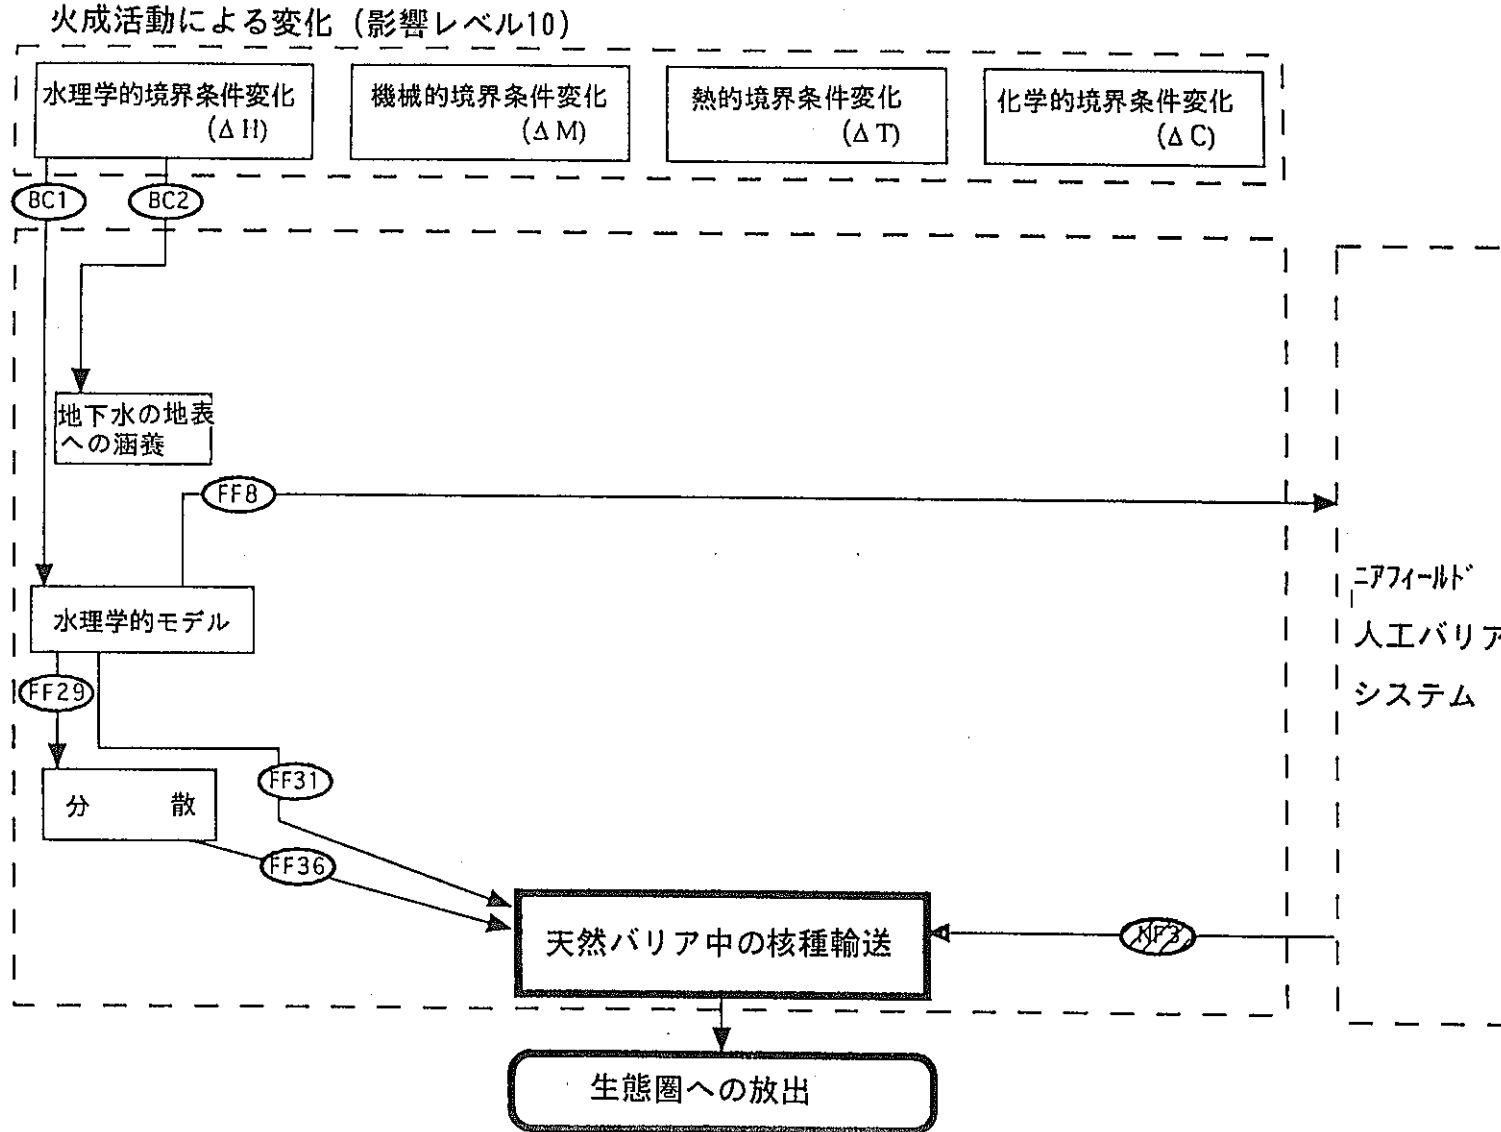 火成活動による変化（影響レベル10）
水理学的境界条件変化
（Δ H）
機械的境界条件変化
（Δ M）
熱的境界条件変化
（Δ T）
化学的境界条件変化
（Δ C）
BC1
BC2
地下水の地表
への涵養
FF8
水理学的モデル
ニアフィールド
人工バリア
システム
FF29
FF31
分　　散
FF36
天然バリア中の核種輸送
NF3
生態圏への放出